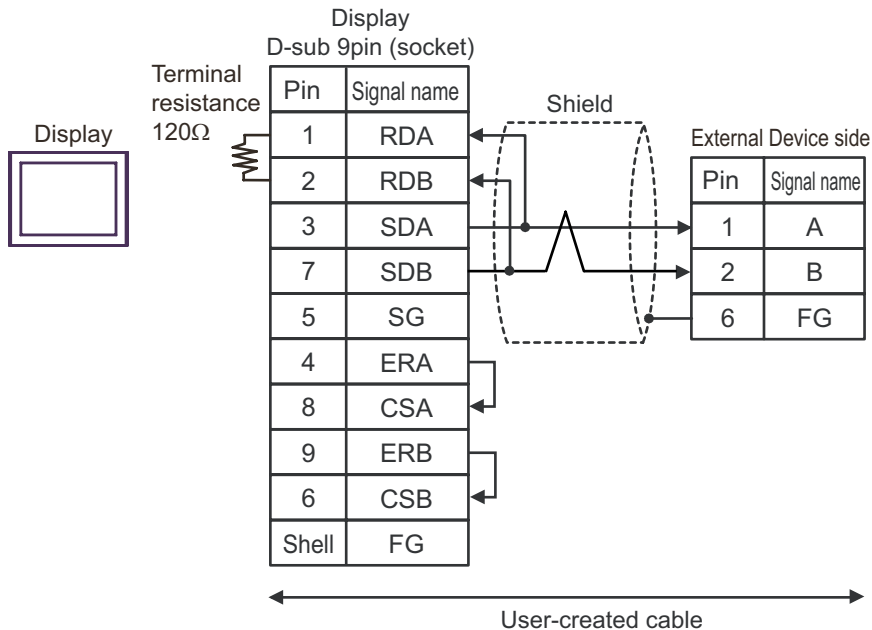 Display
D-sub 9pin (socket)
Terminal
resistance
120Ω
Display
Shield
External Device side
Pin Signal name
1 RDA
2 RDB
3 SDA
7 SDB
5 SG
4 ERA
8 CSA
9 ERB
6 CSB
Shell FG
Pin Signal name
1 A
2 B
6 FG
User-created cable